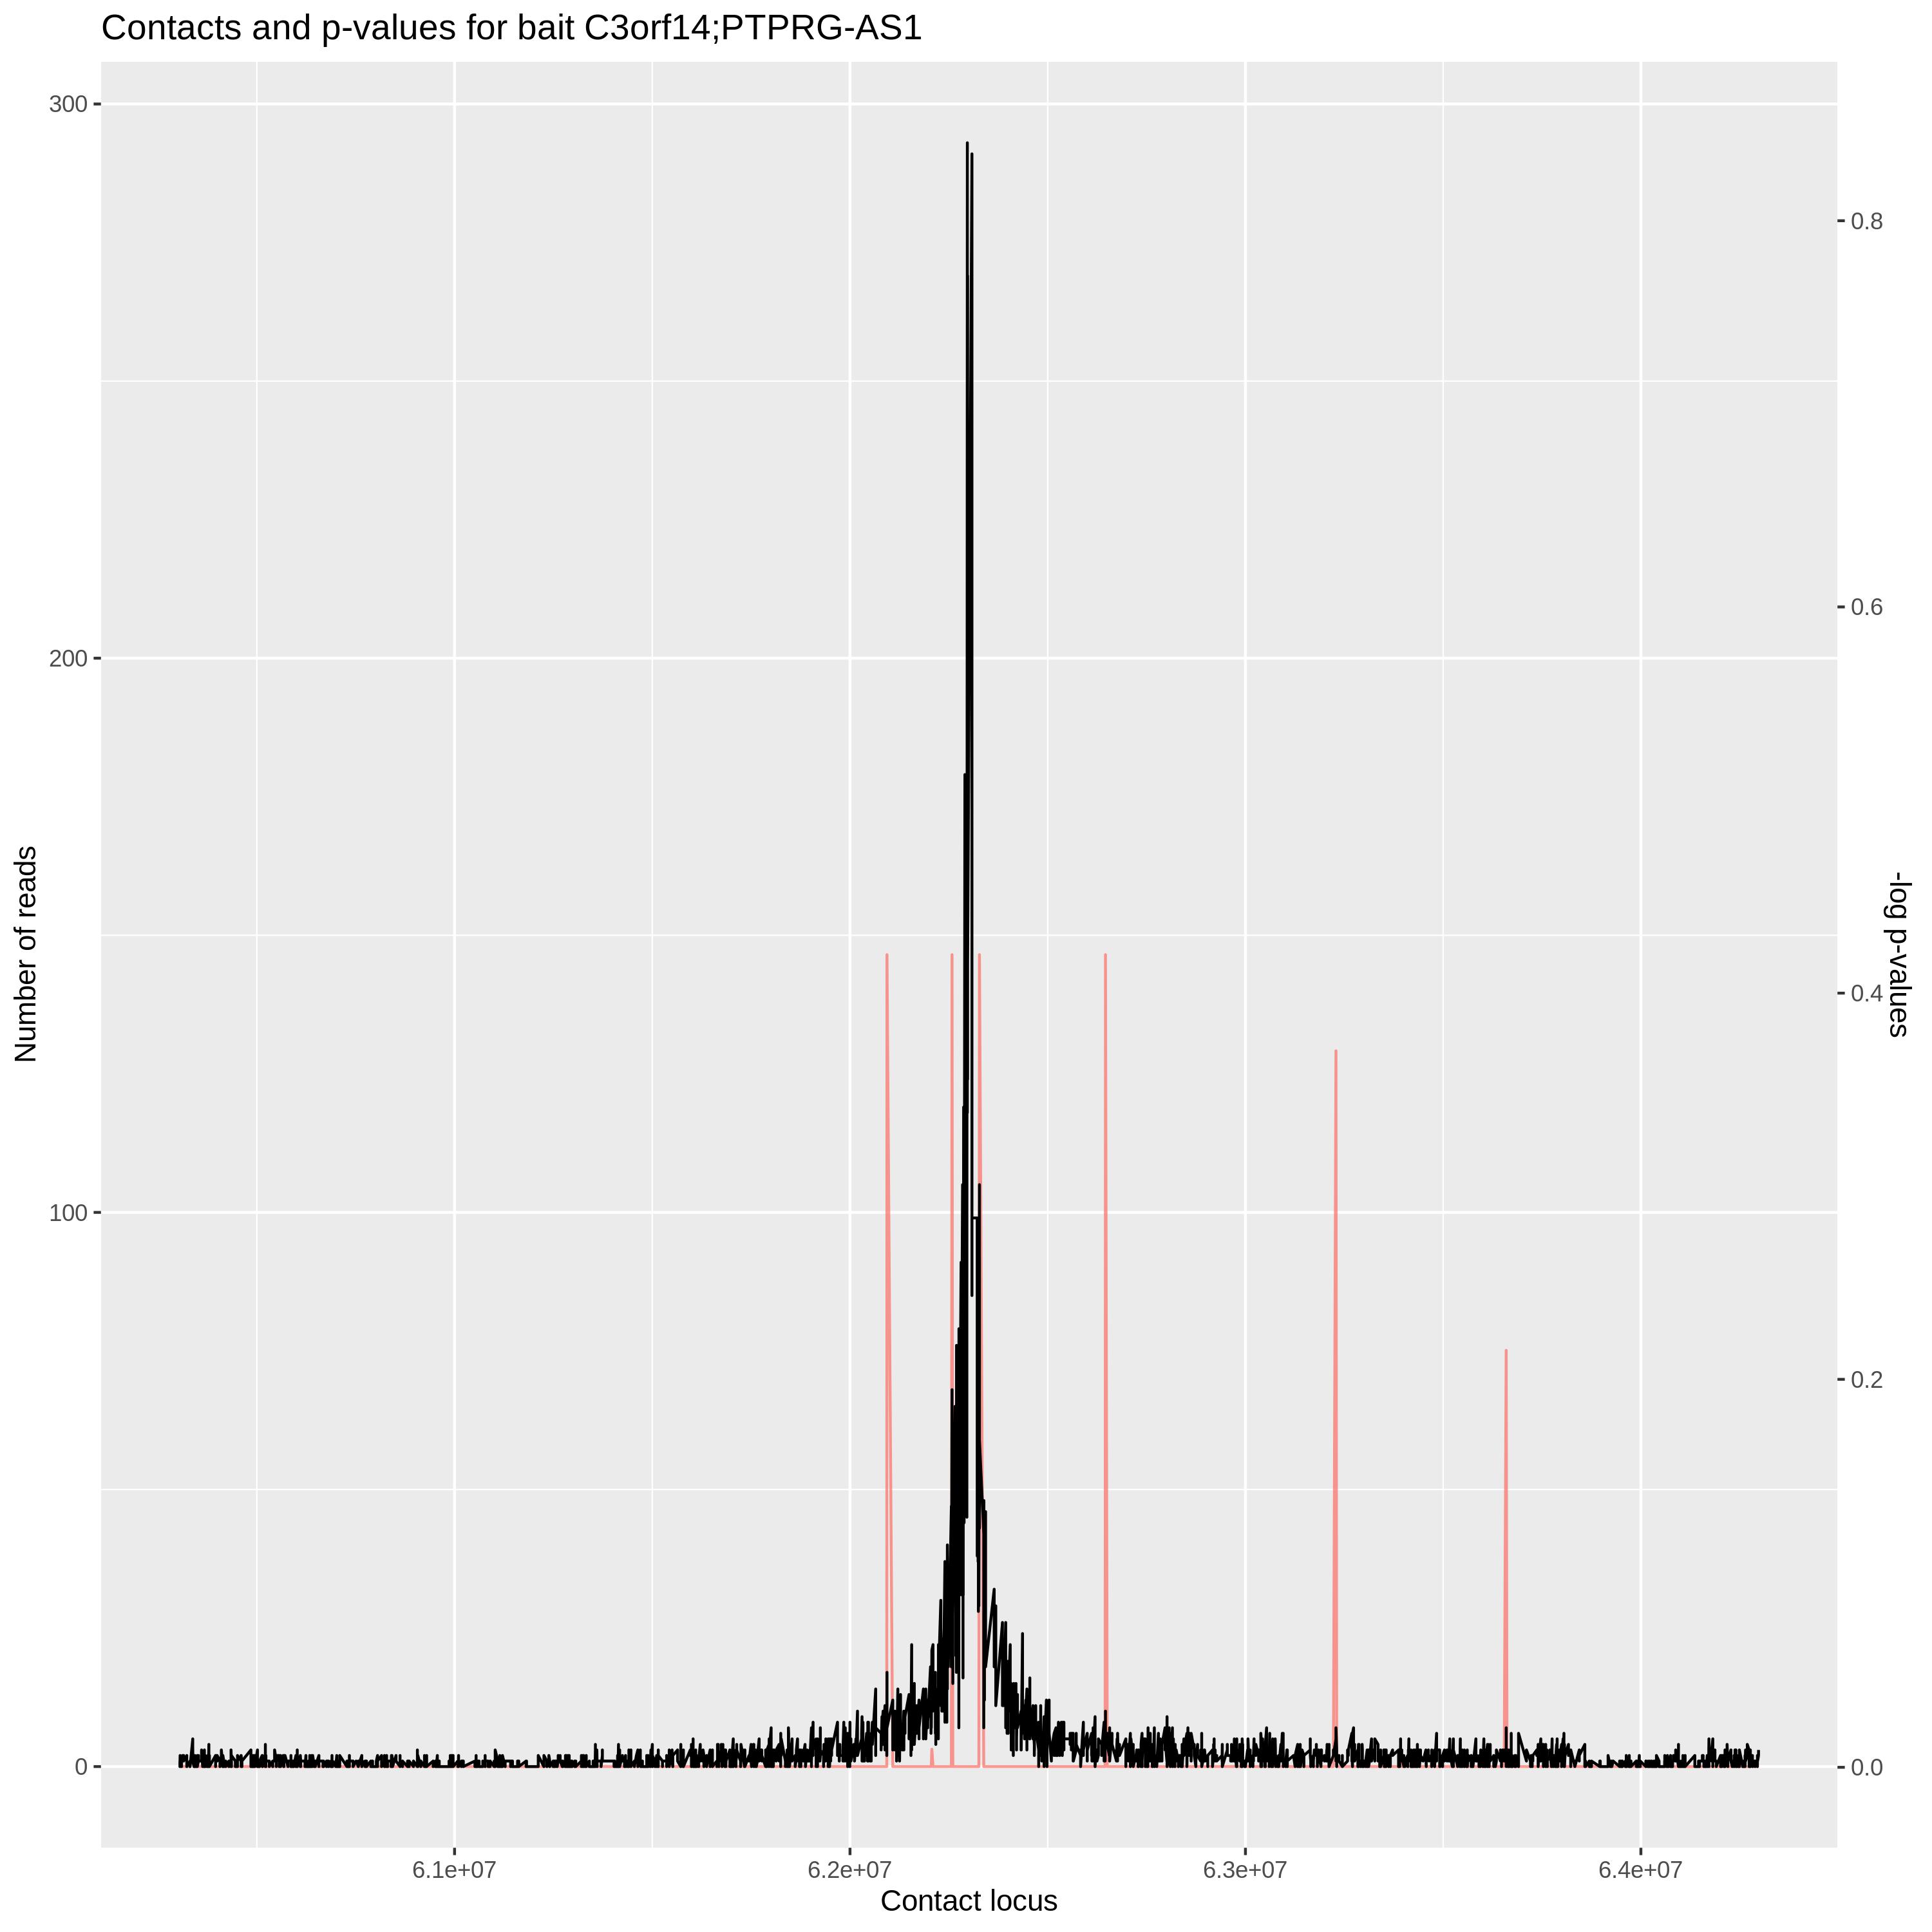 Contacts and p-values for bait C3orf14;PTPRG-AS1
300
200
100
0
Number of reads
0.8
0.6
0.4
0.2
0.0
-log p-values
6.1e+07
6.2e+07
6.3e+07
6.4e+07
Contact locus